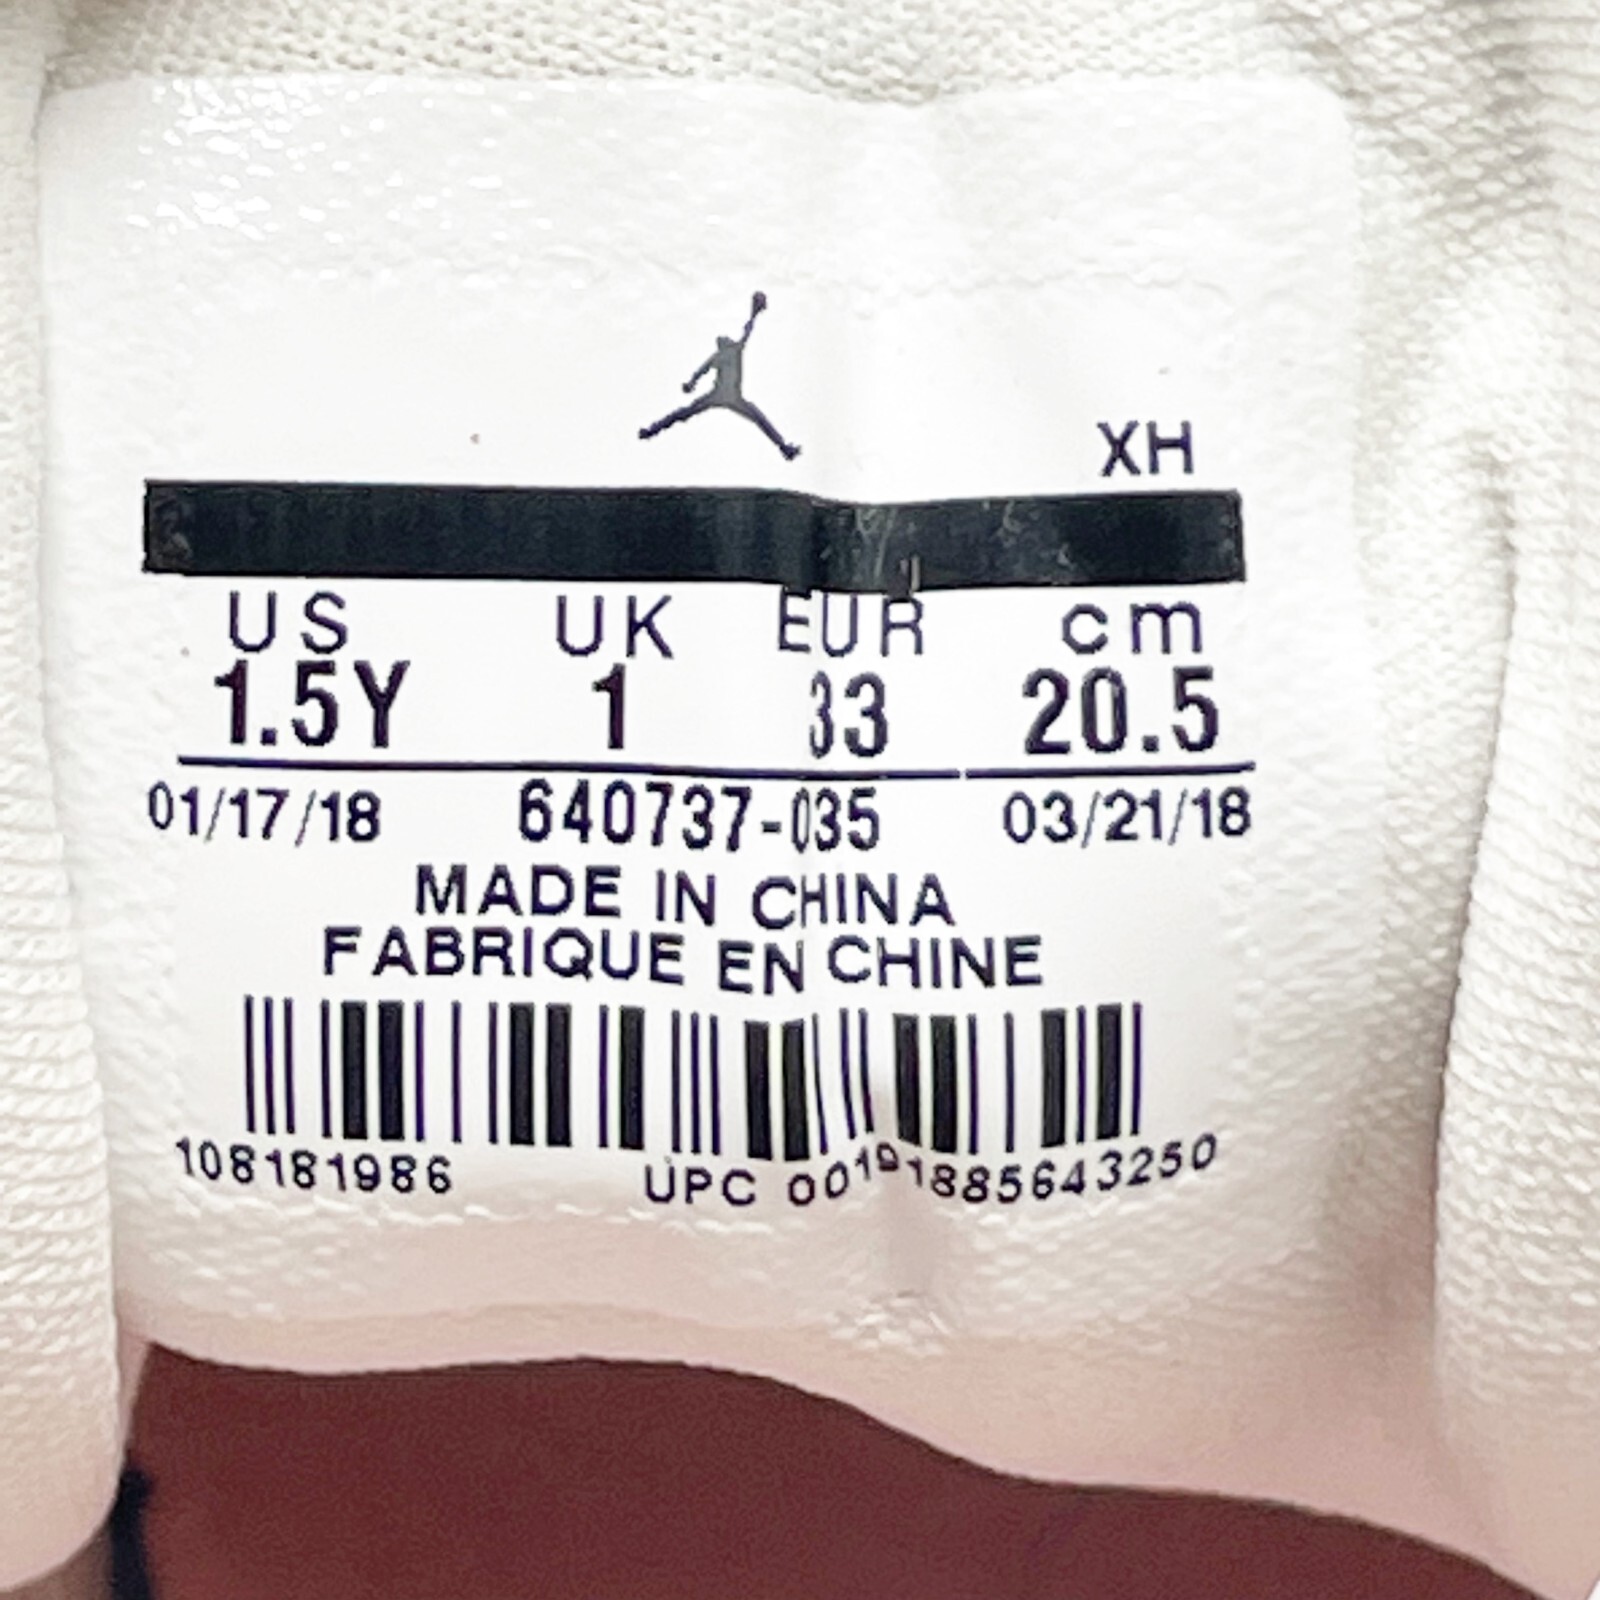 XH
US UK EUR cm
1.5Y 1 33 20.5
01/17/18 640737-035 03/21/18
MADE IN CHINA
FABRIQUE EN CHINE
108181986 UPC 00191885643250